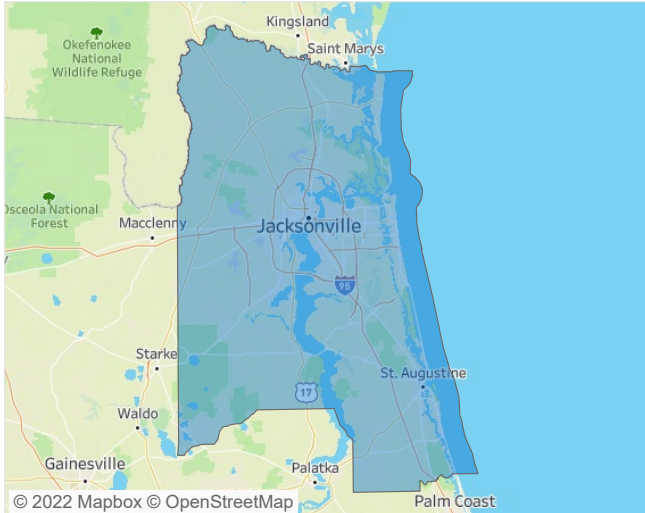 Kingsland
Okefenokee
National
Wildlife Refuge
Saint Marys
Osceola National
Forest
Macclenny
Jacksonville
95
Starke
St. Augustine
17
Waldo
Gainesville
Palatka
Palm Coast
© 2022 Mapbox © OpenStreetMap